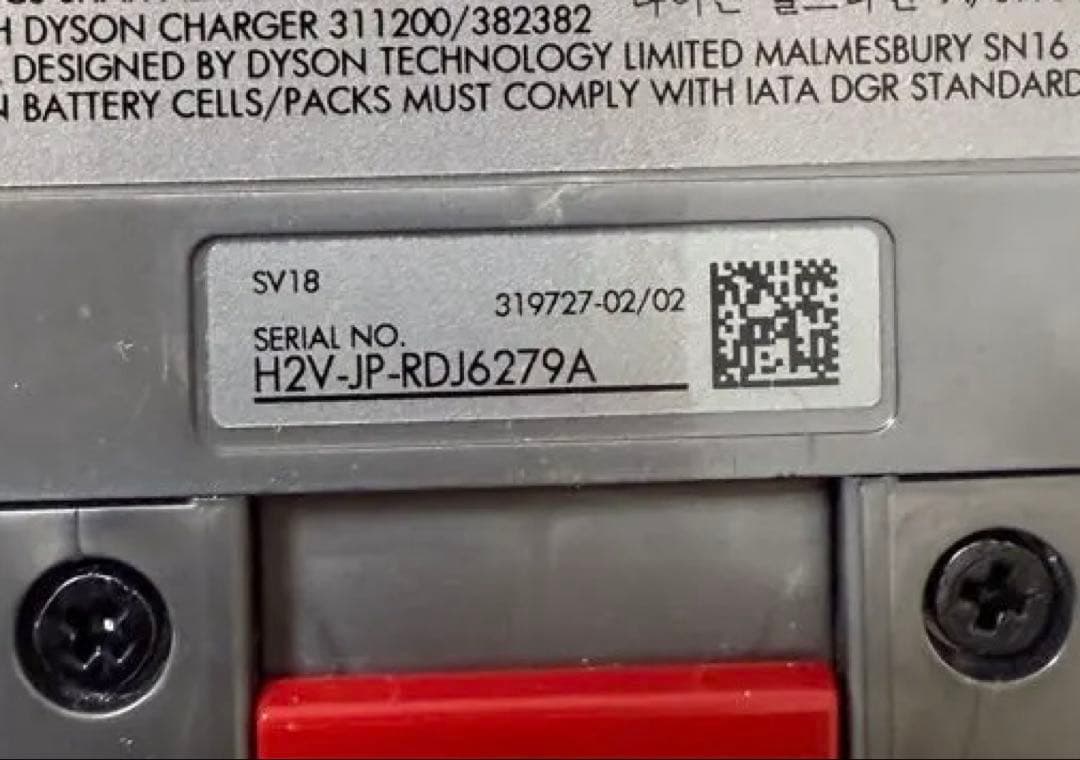 H DYSON CHARGER 311200/382382
DESIGNED BY DYSON TECHNOLOGY LIMITED MALMESBURY SN16
BATTERY CELLS/PACKS MUST COMPLY WITH IATA DGR STANDARD
SV18
319727-02/02
SERIAL NO.
H2V-JP-RDJ6279A